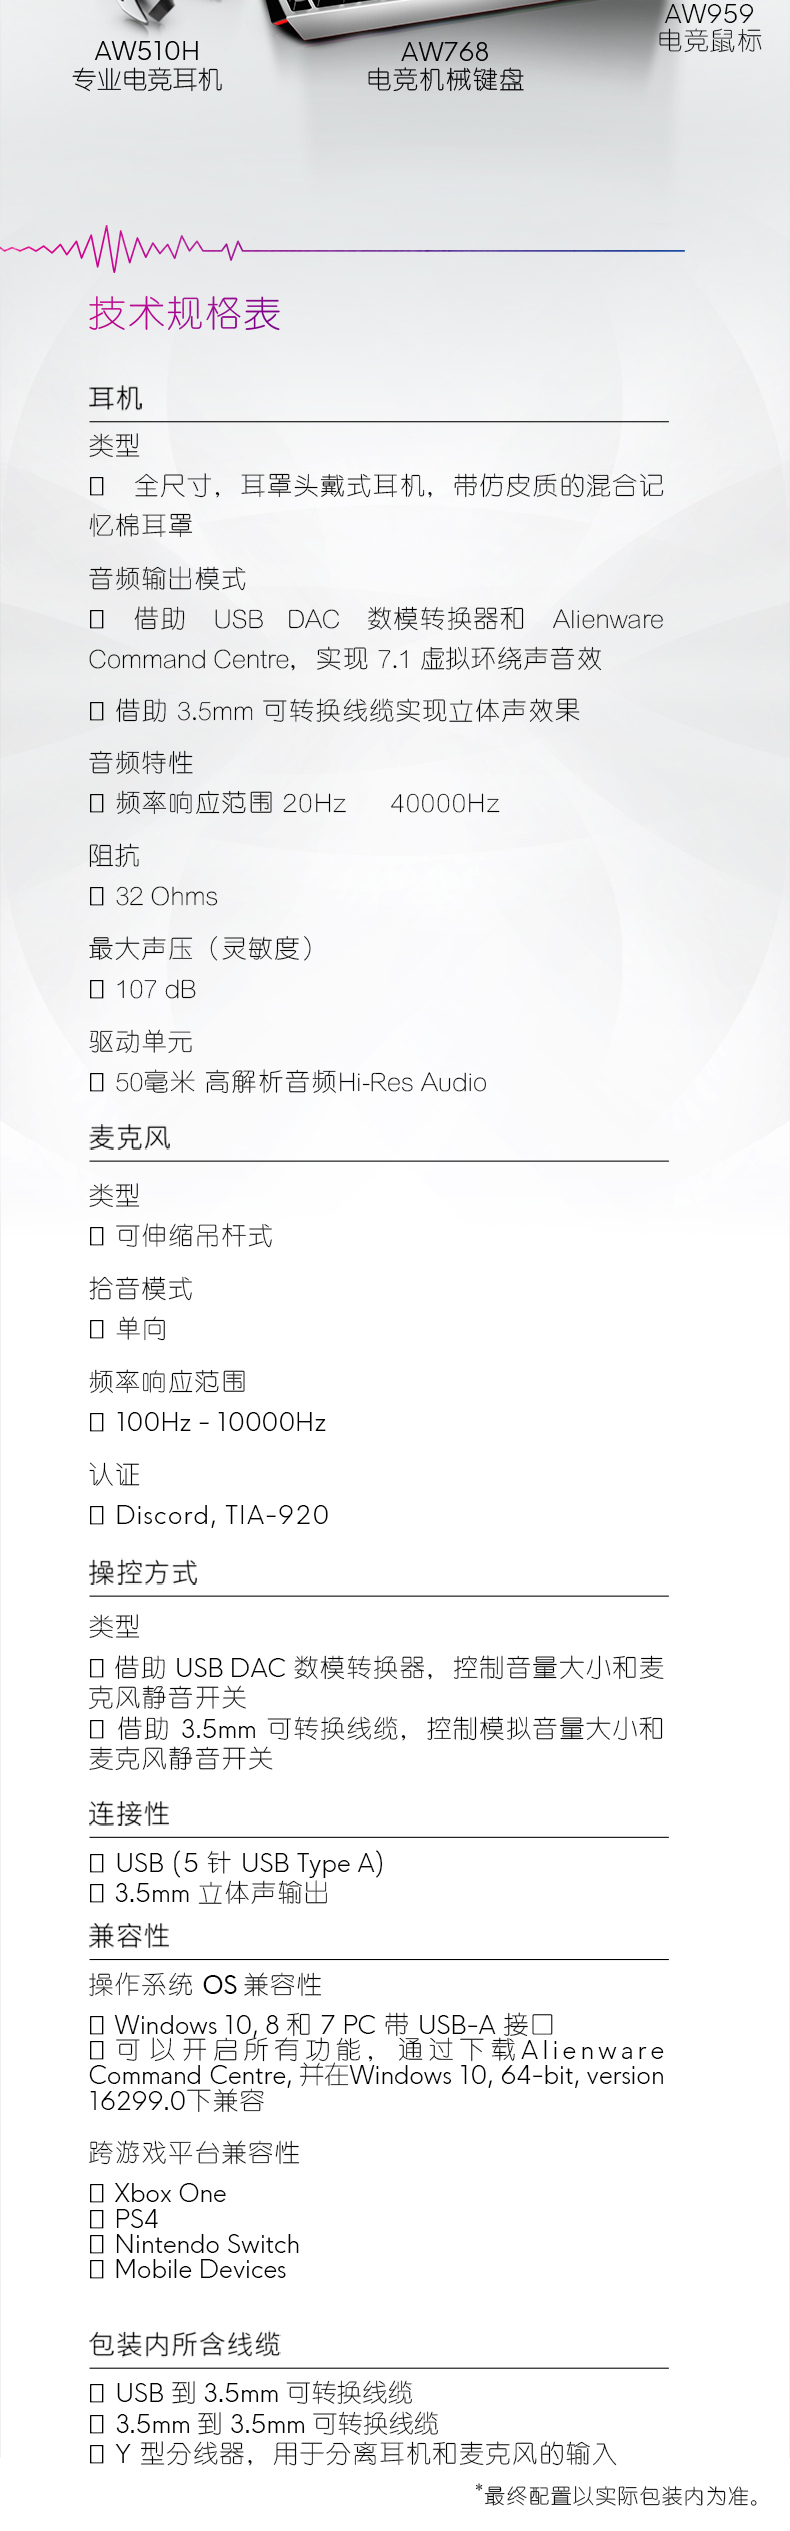 AW959
电竞鼠标
AW510H
专业电竞耳机
AW768
电竞机械键盘
技术规格表
耳机
类型
▯ 全尺寸，耳罩头戴式耳机，带仿皮质的混合记
忆棉耳罩
音频输出模式
▯ 借助 USB DAC 数模转换器和 Alienware
Command Centre，实现 7.1 虚拟环绕声音效
▯ 借助 3.5mm 可转换线缆实现立体声效果
音频特性
▯ 频率响应范围 20Hz 40000Hz
阻抗
▯ 32 Ohms
最大声压（灵敏度）
▯ 107 dB
驱动单元
▯ 50毫米 高解析音频Hi-Res Audio
麦克风
类型
▯ 可伸缩吊杆式
拾音模式
▯ 单向
频率响应范围
▯ 100Hz - 10000Hz
认证
▯ Discord, TIA-920
操控方式
类型
▯ 借助 USB DAC 数模转换器，控制音量大小和麦
克风静音开关
▯ 借助 3.5mm 可转换线缆，控制模拟音量大小和
麦克风静音开关
连接性
▯ USB (5 针 USB Type A)
▯ 3.5mm 立体声输出
兼容性
操作系统 OS 兼容性
▯ Windows 10, 8 和 7 PC 带 USB-A 接口
▯ 可以开启所有功能，通过下载Alienware
Command Centre, 并在Windows 10, 64-bit, version
16299.0下兼容
跨游戏平台兼容性
▯ Xbox One
▯ PS4
▯ Nintendo Switch
▯ Mobile Devices
包装内所含线缆
▯ USB 到 3.5mm 可转换线缆
▯ 3.5mm 到 3.5mm 可转换线缆
▯ Y 型分线器，用于分离耳机和麦克风的输入
*最终配置以实际包装内为准。